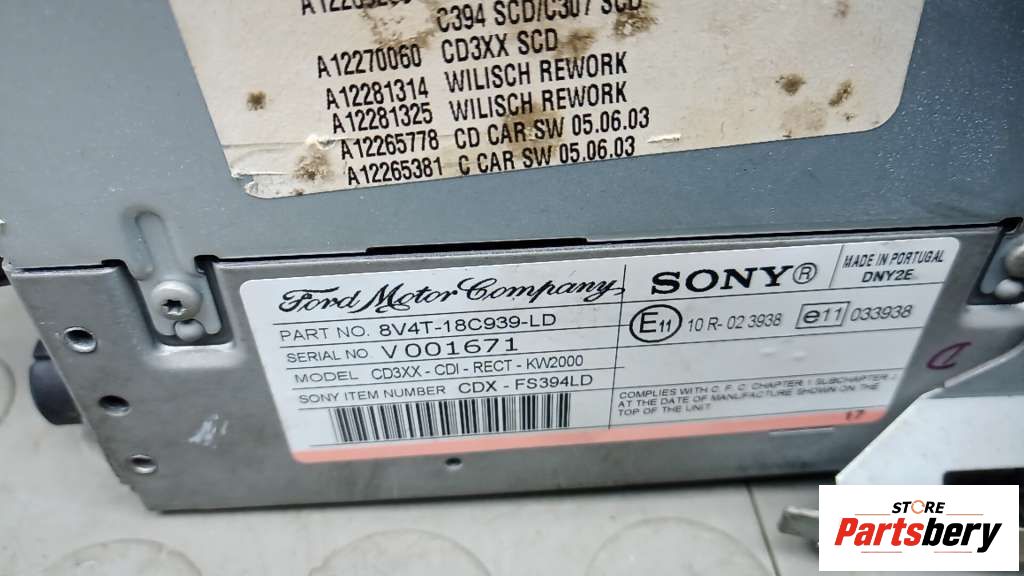 C394 SCD/C307 SCD
A12270060 CD3XX SCD
A12281314 WILISCH REWORK
A12281325 WILISCH REWORK
A12265778 CD CAR SW 05.06.03
A12265381 C CAR SW 05.06.03
Ford Motor Company
PART NO. 8V4T-18C939-LD
SERIAL NO. V001671
MODEL CD3XX - CDI - RECT - KW2000
SONY ITEM NUMBER CDX - FS394LD
SONY®
MADE IN PORTUGAL
DNY2E
E11 10 R- 02 3938 e11 033938
COMPLIES WITH C. F. C. CHAPTER 1 SUBCHAPTER
AT THE DATE OF MANUFACTURE SHOWN ON THE
TOP OF THE UNIT
17
STORE
Partsbery